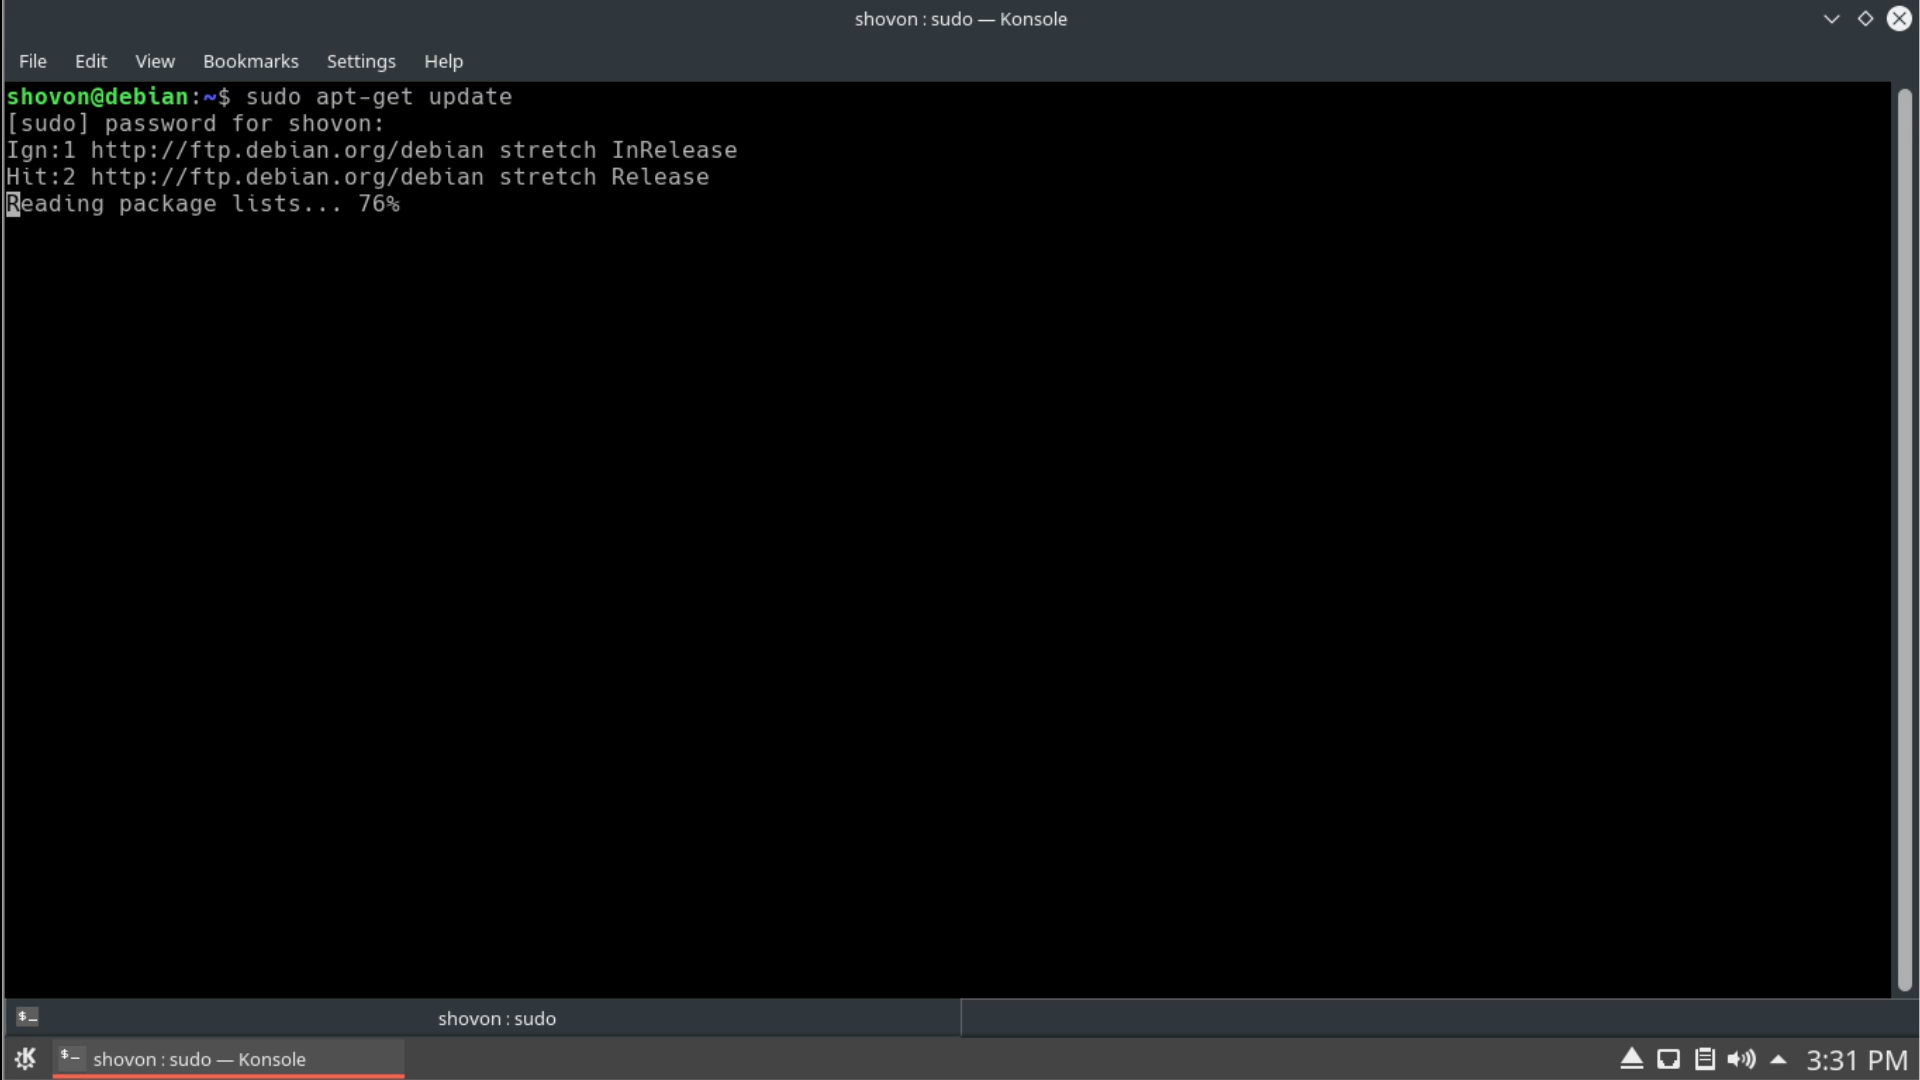 shovon : sudo — Konsole
File Edit View Bookmarks Settings Help
shovon@debian:~$ sudo apt-get update
[sudo] password for shovon:
Ign:1 http://ftp.debian.org/debian stretch InRelease
Hit:2 http://ftp.debian.org/debian stretch Release
Reading package lists... 76%
shovon : sudo
shovon : sudo — Konsole
3:31 PM